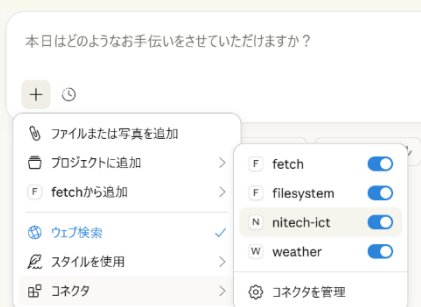 本日はどのようなお手伝いをさせていただけますか？
ファイルまたは写真を追加
プロジェクトに追加
F fetchから追加
ウェブ検索
スタイルを使用
コネクタ
F fetch
F filesystem
N nitech-ict
W weather
コネクタを管理